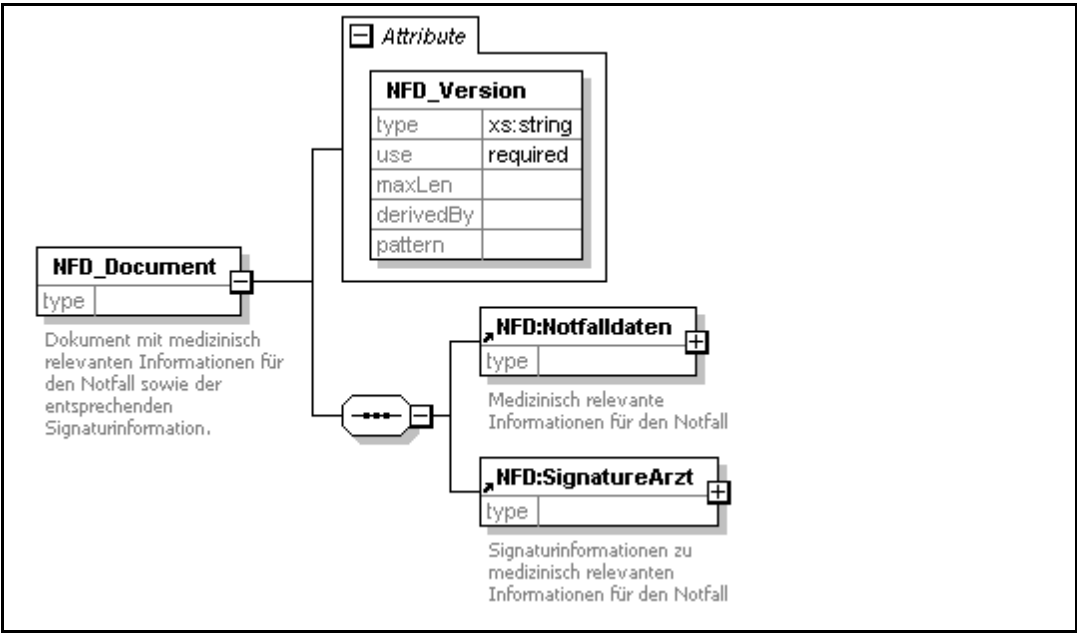 Attribute
NFD_Version
type xs:string
use required
maxLen
derivedBy
pattern
NFD_Document
type
Dokument mit medizinisch
relevanten Informationen für
den Notfall sowie der
entsprechenden
Signaturinformation.
NFD:Notfalldaten
type
Medizinisch relevante
Informationen für den Notfall
NFD:SignatureArzt
type
Signaturinformationen zu
medizinisch relevanten
Informationen für den Notfall